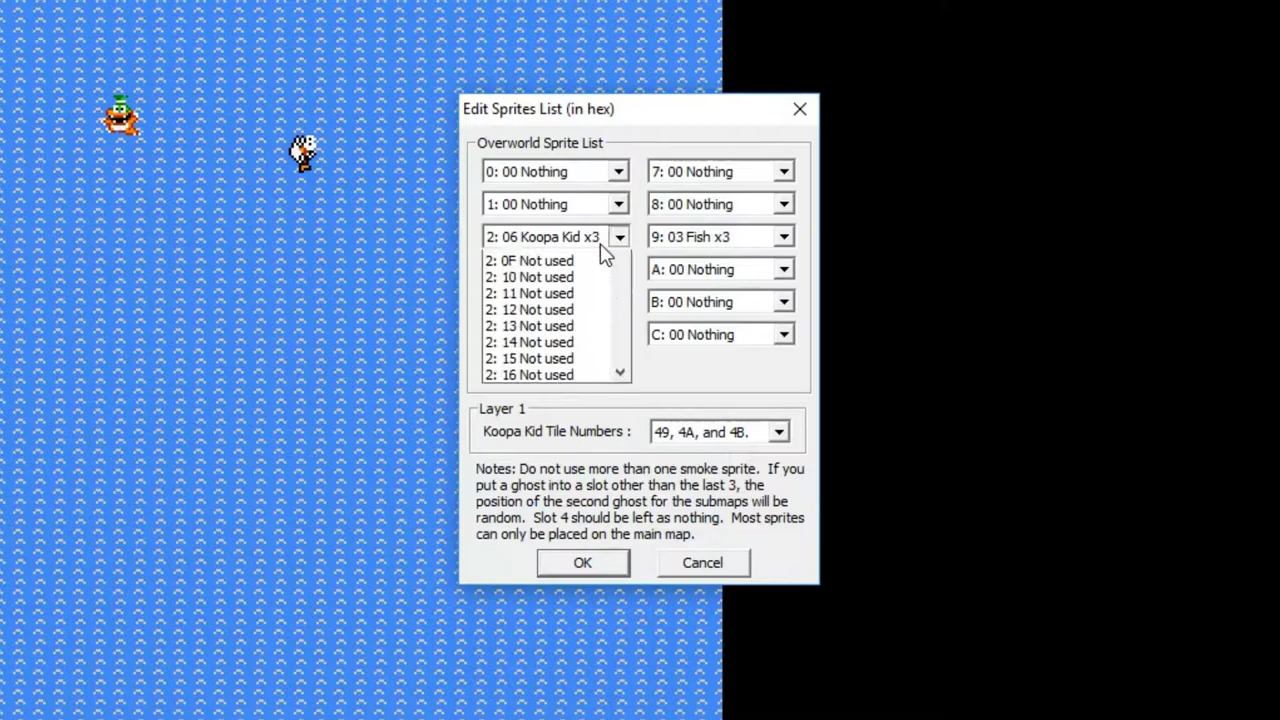 Edit Sprites List (in hex)
Overworld Sprite List
0: 00 Nothing
7: 00 Nothing
1: 00 Nothing
8: 00 Nothing
2: 06 Koopa Kid x3
9: 03 Fish x3
2: 0F Not used
2: 10 Not used
2: 11 Not used
2: 12 Not used
2: 13 Not used
2: 14 Not used
2: 15 Not used
2: 16 Not used
A: 00 Nothing
B: 00 Nothing
C: 00 Nothing
Layer 1
Koopa Kid Tile Numbers :
49, 4A, and 4B.
Notes: Do not use more than one smoke sprite. If you
put a ghost into a slot other than the last 3, the
position of the second ghost for the submaps will be
random. Slot 4 should be left as nothing. Most sprites
can only be placed on the main map.
OK
Cancel